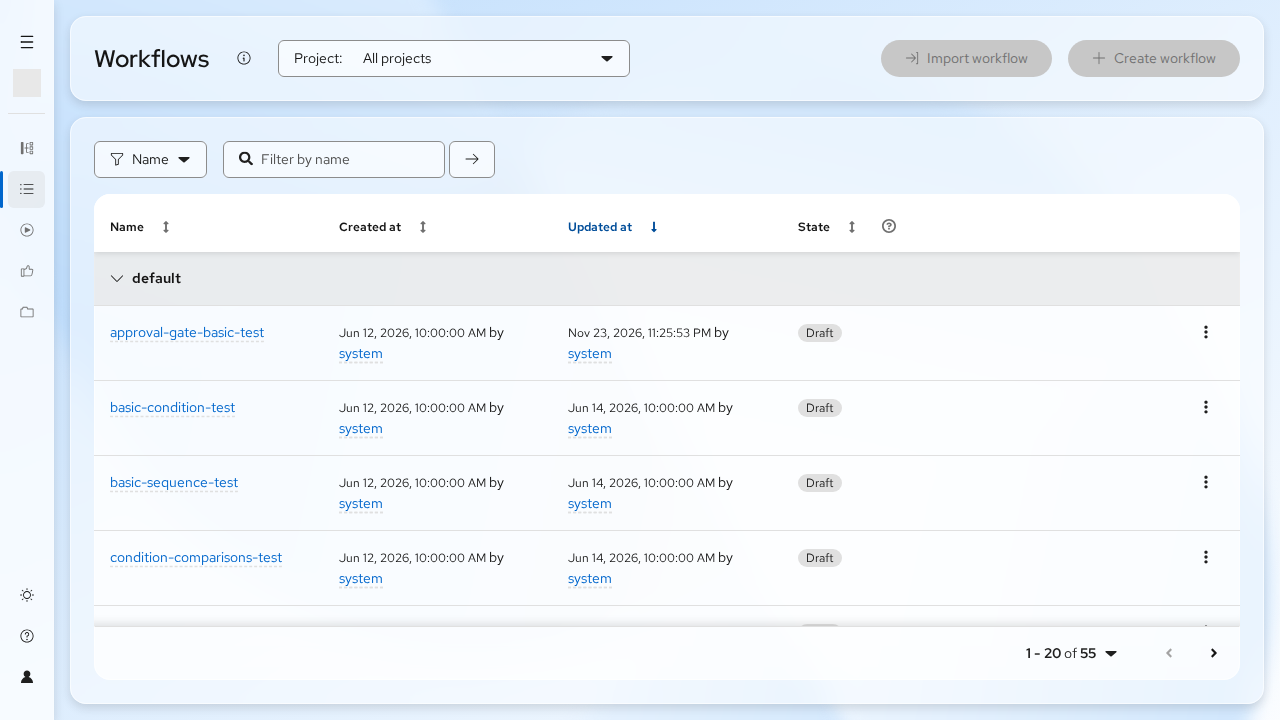 Workflows
Project: All projects
Import workflow
Create workflow
Name
Filter by name
Name Created at Updated at State
default
approval-gate-basic-test Jun 12, 2026, 10:00:00 AM by Nov 23, 2026, 11:25:53 PM by Draft
system system
basic-condition-test Jun 12, 2026, 10:00:00 AM by Jun 14, 2026, 10:00:00 AM by Draft
system system
basic-sequence-test Jun 12, 2026, 10:00:00 AM by Jun 14, 2026, 10:00:00 AM by Draft
system system
condition-comparisons-test Jun 12, 2026, 10:00:00 AM by Jun 14, 2026, 10:00:00 AM by Draft
system system
1 - 20 of 55